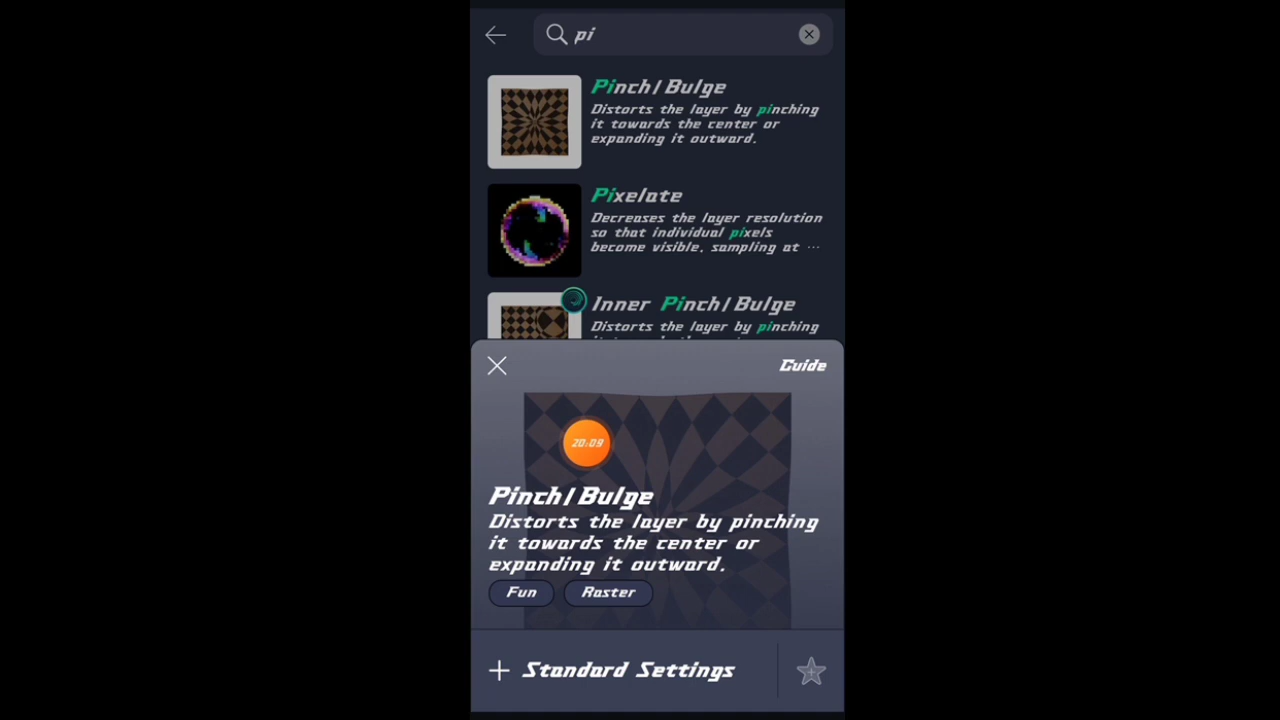 pi
Pinch/Bulge
Distorts the layer by pinching
it towards the center or
expanding it outward.
Pixelate
Decreases the layer resolution
so that individual pixels
become visible, sampling at ...
Inner Pinch/Bulge
Distorts the layer by pinching
Guide
20:09
Pinch/Bulge
Distorts the layer by pinching
it towards the center or
expanding it outward.
Fun Raster
+ Standard Settings